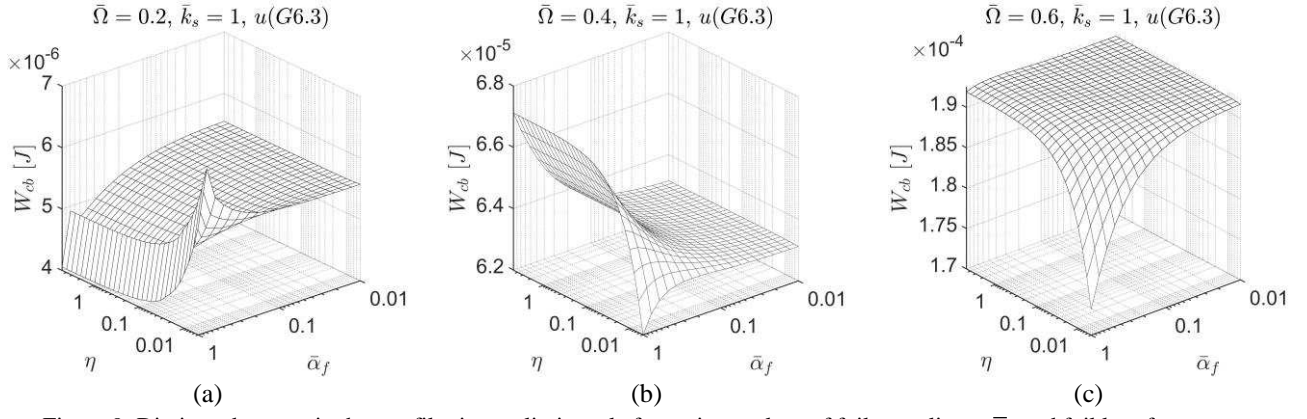 Ω̄ = 0.2, k̄ₛ = 1, u(G6.3)
×10⁻⁶
7
6
5
4
W_cb [J]
1
0.1
0.01
η
1
0.1
0.01
ᾱ_f
(a)
Ω̄ = 0.4, k̄ₛ = 1, u(G6.3)
×10⁻⁵
6.8
6.6
6.4
6.2
W_cb [J]
1
0.1
0.01
η
1
0.1
0.01
ᾱ_f
(b)
Ω̄ = 0.6, k̄ₛ = 1, u(G6.3)
×10⁻⁴
1.9
1.85
1.8
1.75
1.7
W_cb [J]
1
0.1
0.01
η
1
0.1
0.01
ᾱ_f
(c)